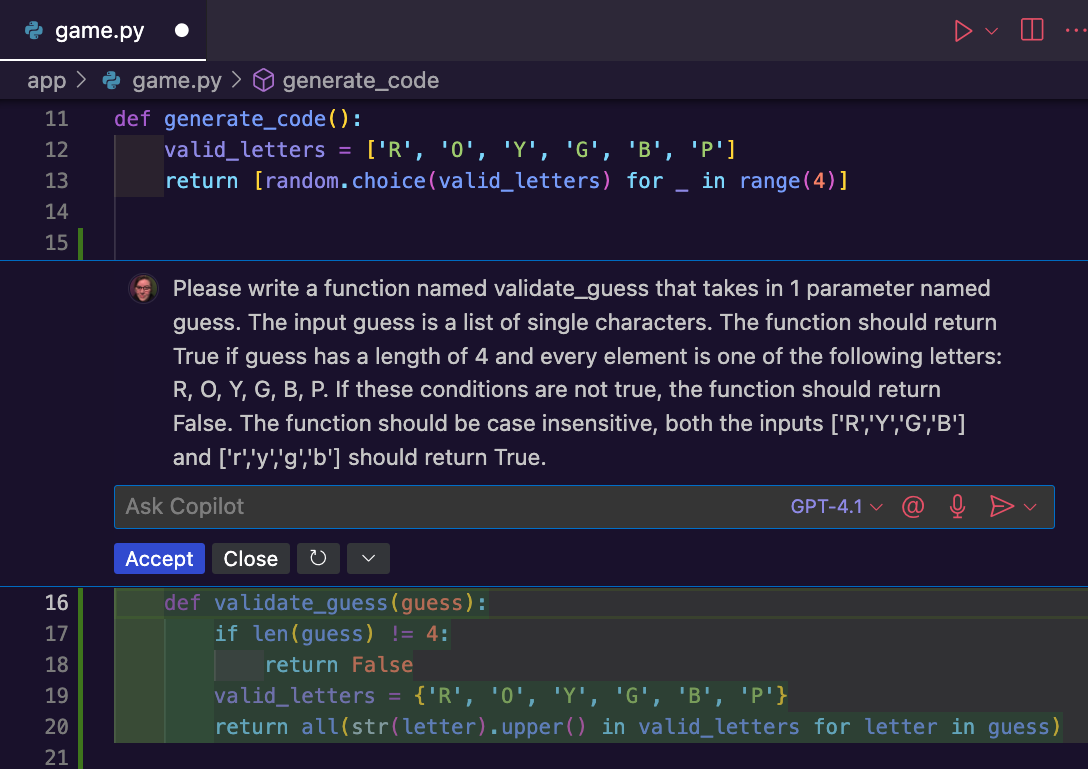 game.py
app > game.py > generate_code
11 def generate_code():
12     valid_letters = ['R', 'O', 'Y', 'G', 'B', 'P']
13     return [random.choice(valid_letters) for _ in range(4)]
14
15
Please write a function named validate_guess that takes in 1 parameter named
guess. The input guess is a list of single characters. The function should return
True if guess has a length of 4 and every element is one of the following letters:
R, O, Y, G, B, P. If these conditions are not true, the function should return
False. The function should be case insensitive, both the inputs ['R','Y','G','B']
and ['r','y','g','b'] should return True.
Ask Copilot GPT-4.1 @
Accept Close
16     def validate_guess(guess):
17         if len(guess) != 4:
18             return False
19         valid_letters = {'R', 'O', 'Y', 'G', 'B', 'P'}
20         return all(str(letter).upper() in valid_letters for letter in guess)
21